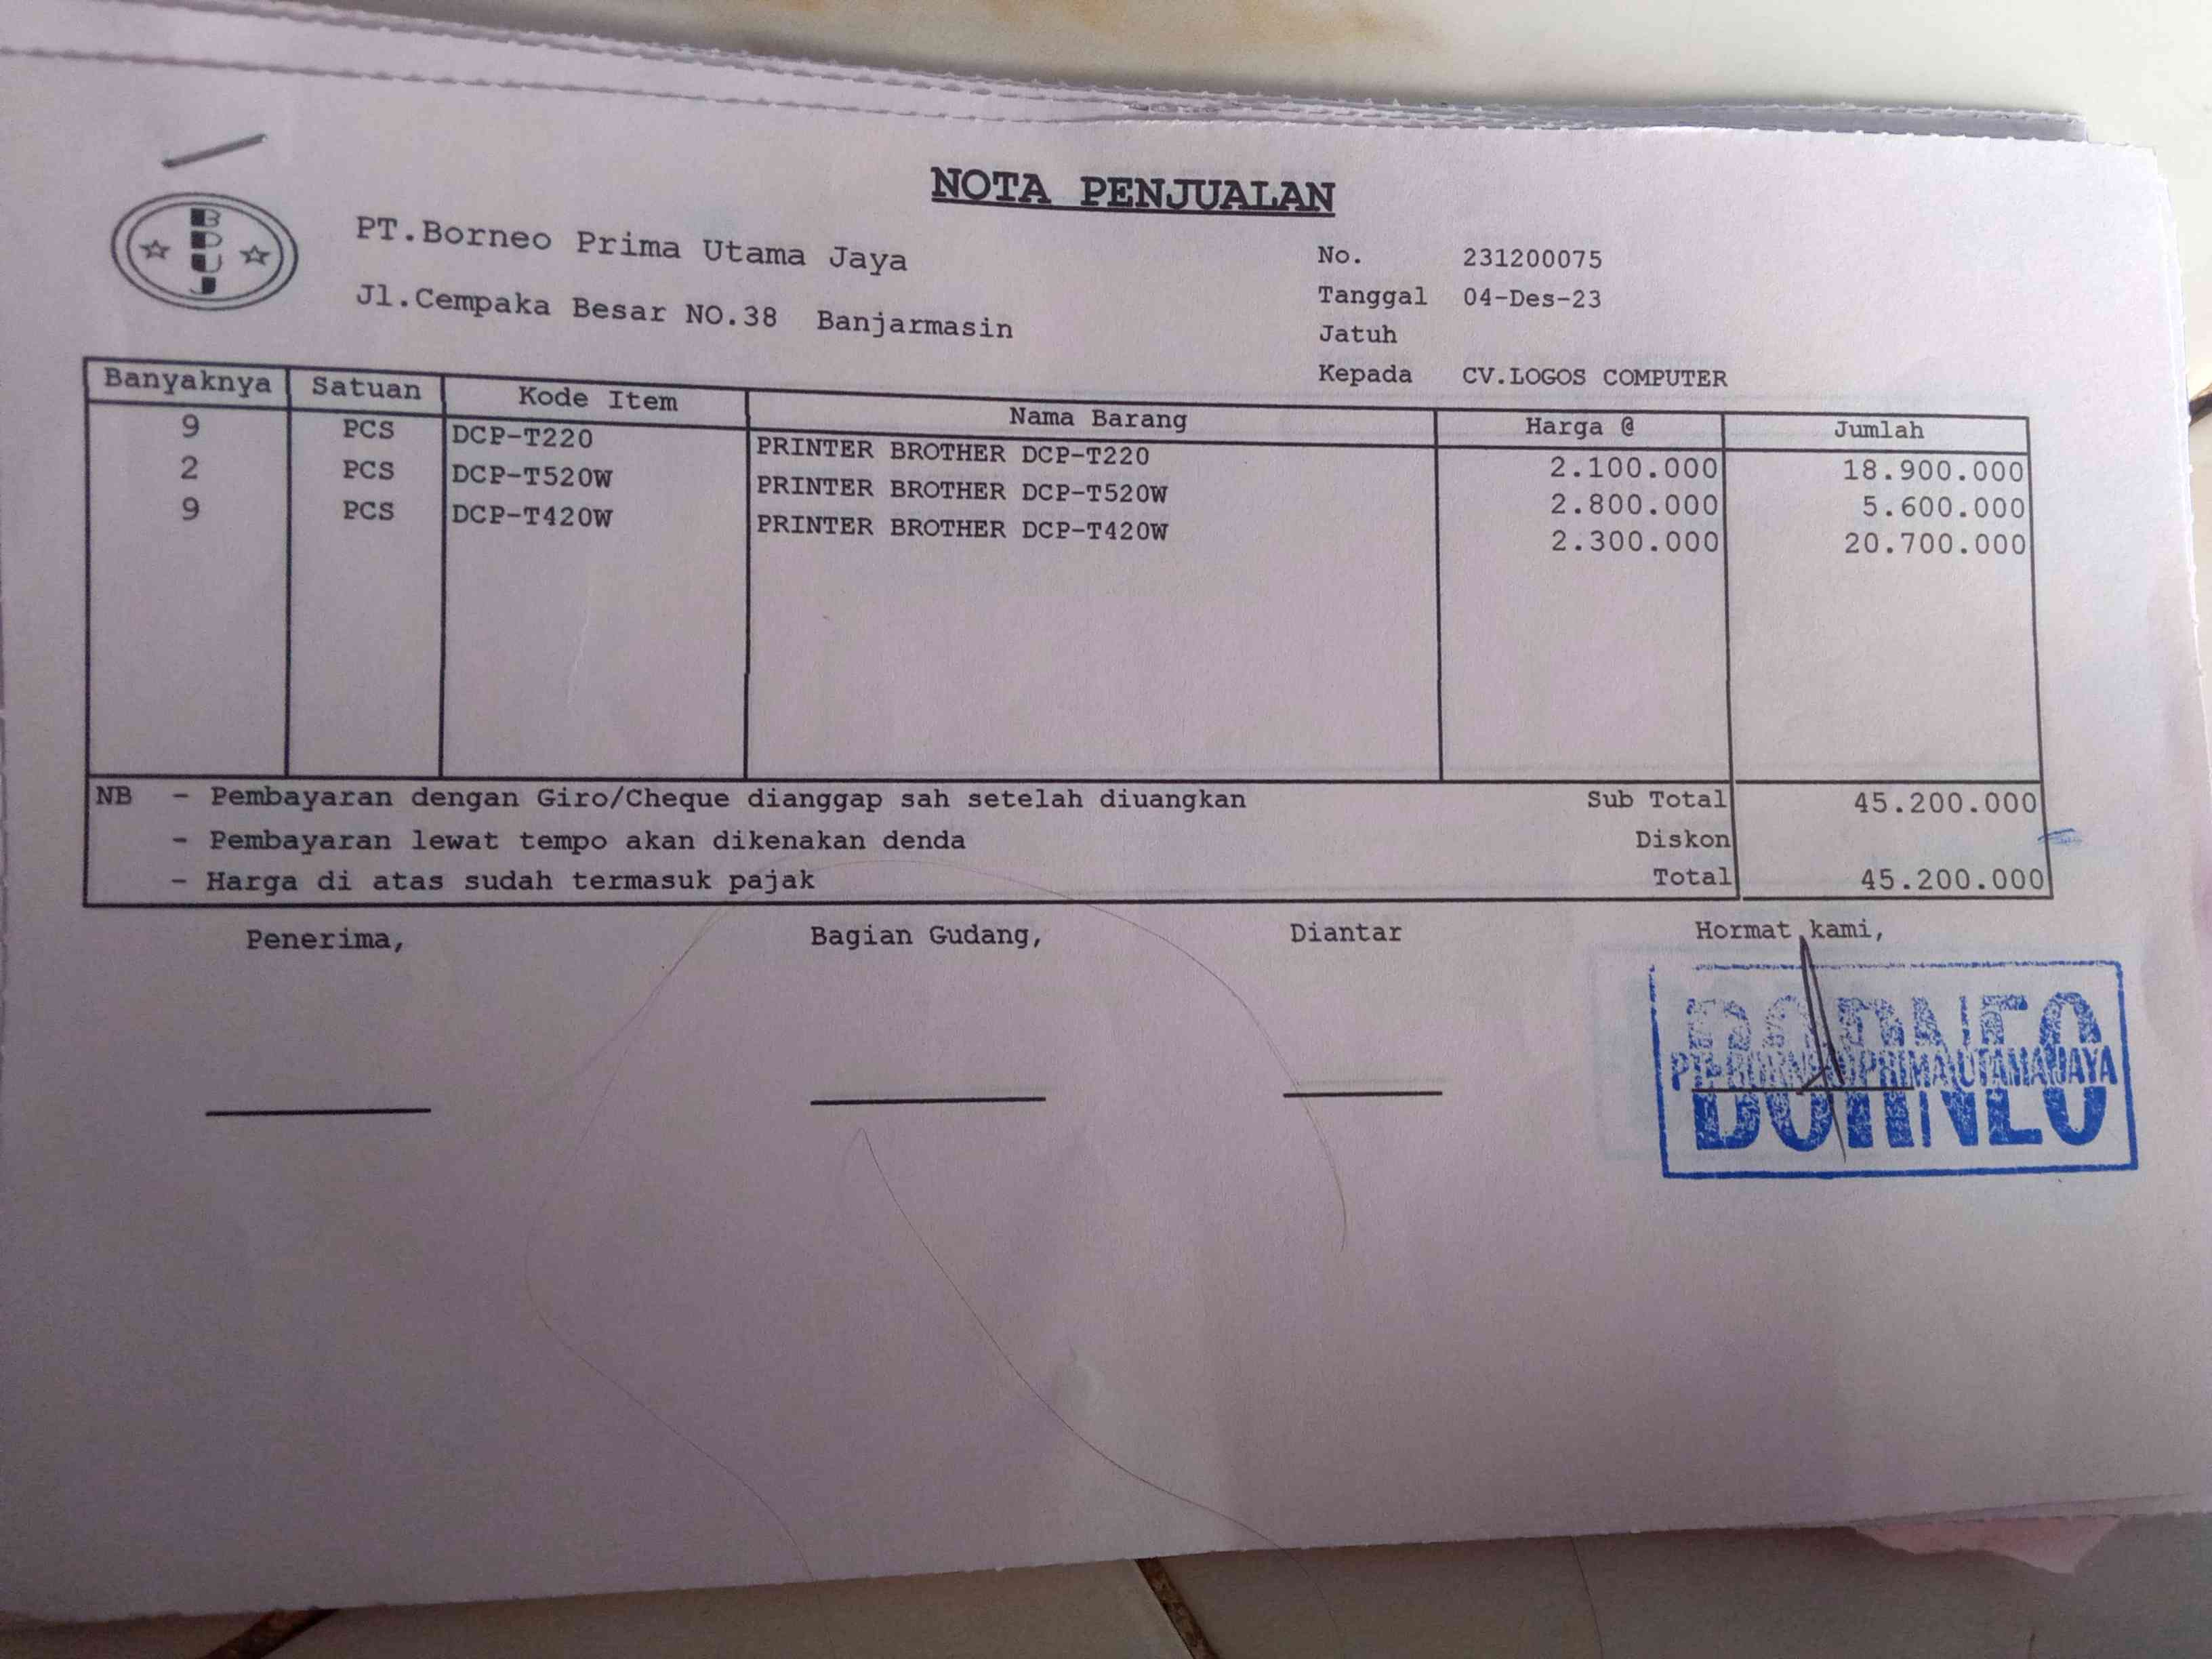 NOTA PENJUALAN
BPUJ
PT.Borneo Prima Utama Jaya
Jl.Cempaka Besar NO.38 Banjarmasin
No. 231200075
Tanggal 04-Des-23
Jatuh
Kepada CV.LOGOS COMPUTER
Banyaknya Satuan Kode Item Nama Barang Harga @ Jumlah
9 PCS DCP-T220 PRINTER BROTHER DCP-T220 2.100.000 18.900.000
2 PCS DCP-T520W PRINTER BROTHER DCP-T520W 2.800.000 5.600.000
9 PCS DCP-T420W PRINTER BROTHER DCP-T420W 2.300.000 20.700.000
NB - Pembayaran dengan Giro/Cheque dianggap sah setelah diuangkan Sub Total 45.200.000
- Pembayaran lewat tempo akan dikenakan denda Diskon
- Harga di atas sudah termasuk pajak Total 45.200.000
Penerima, Bagian Gudang, Diantar Hormat kami,
BORNEO
PT. BORNEO PRIMA UTAMA JAYA